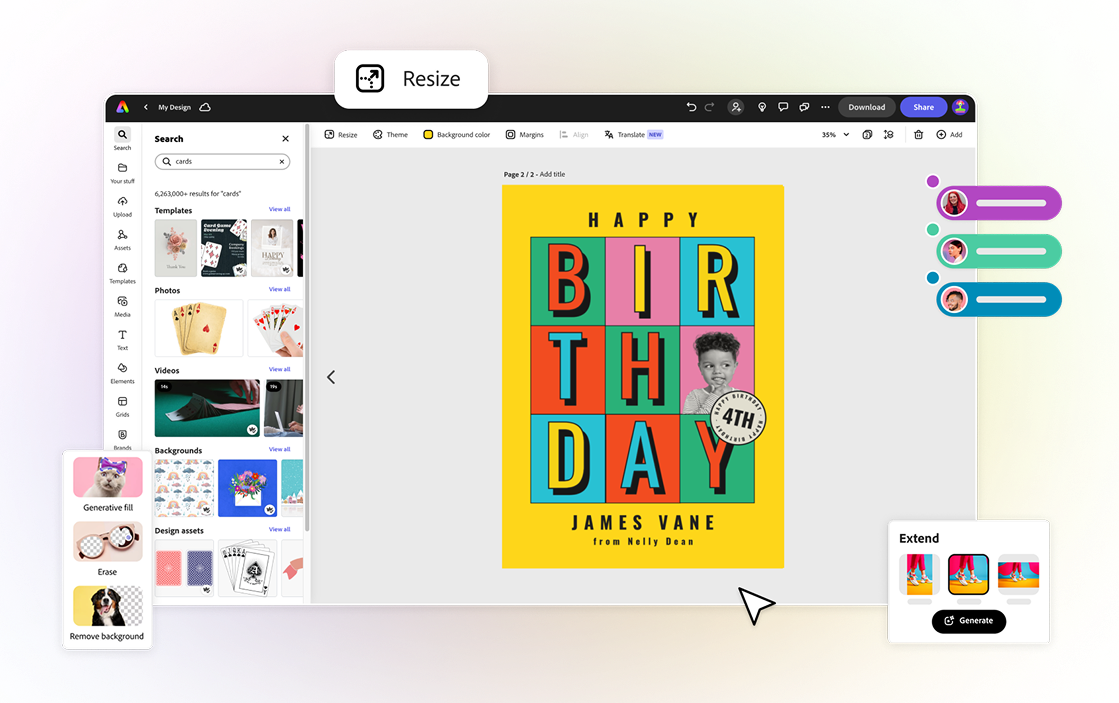 Resize
My Design
Download
Share
Search
Your stuff
Upload
Assets
Templates
Media
Text
Elements
Grids
Brands
Search
cards
6,263,000+ results for "cards"
Templates
View all
Thank You
Card Game
Evening
HAPPY
Photos
View all
Videos
View all
14s
19s
Backgrounds
View all
Design assets
View all
Resize
Theme
Background color
Margins
Align
Translate
NEW
35%
Add
Page 2 / 2 - Add title
HAPPY
BIR
TH
DAY
HAPPY BIRTHDAY · HAPPY BIRTHDAY ·
4TH
JAMES VANE
from Nelly Dean
Generative fill
Erase
Remove background
Extend
Generate